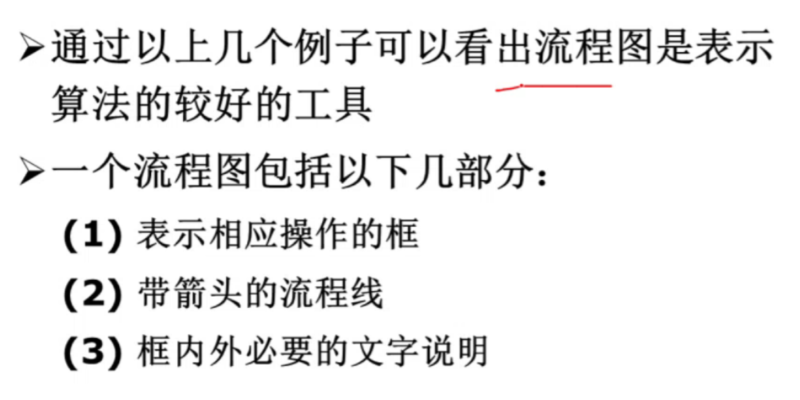 ➢通过以上几个例子可以看出流程图是表示
算法的较好的工具
➢一个流程图包括以下几部分：
(1) 表示相应操作的框
(2) 带箭头的流程线
(3) 框内外必要的文字说明